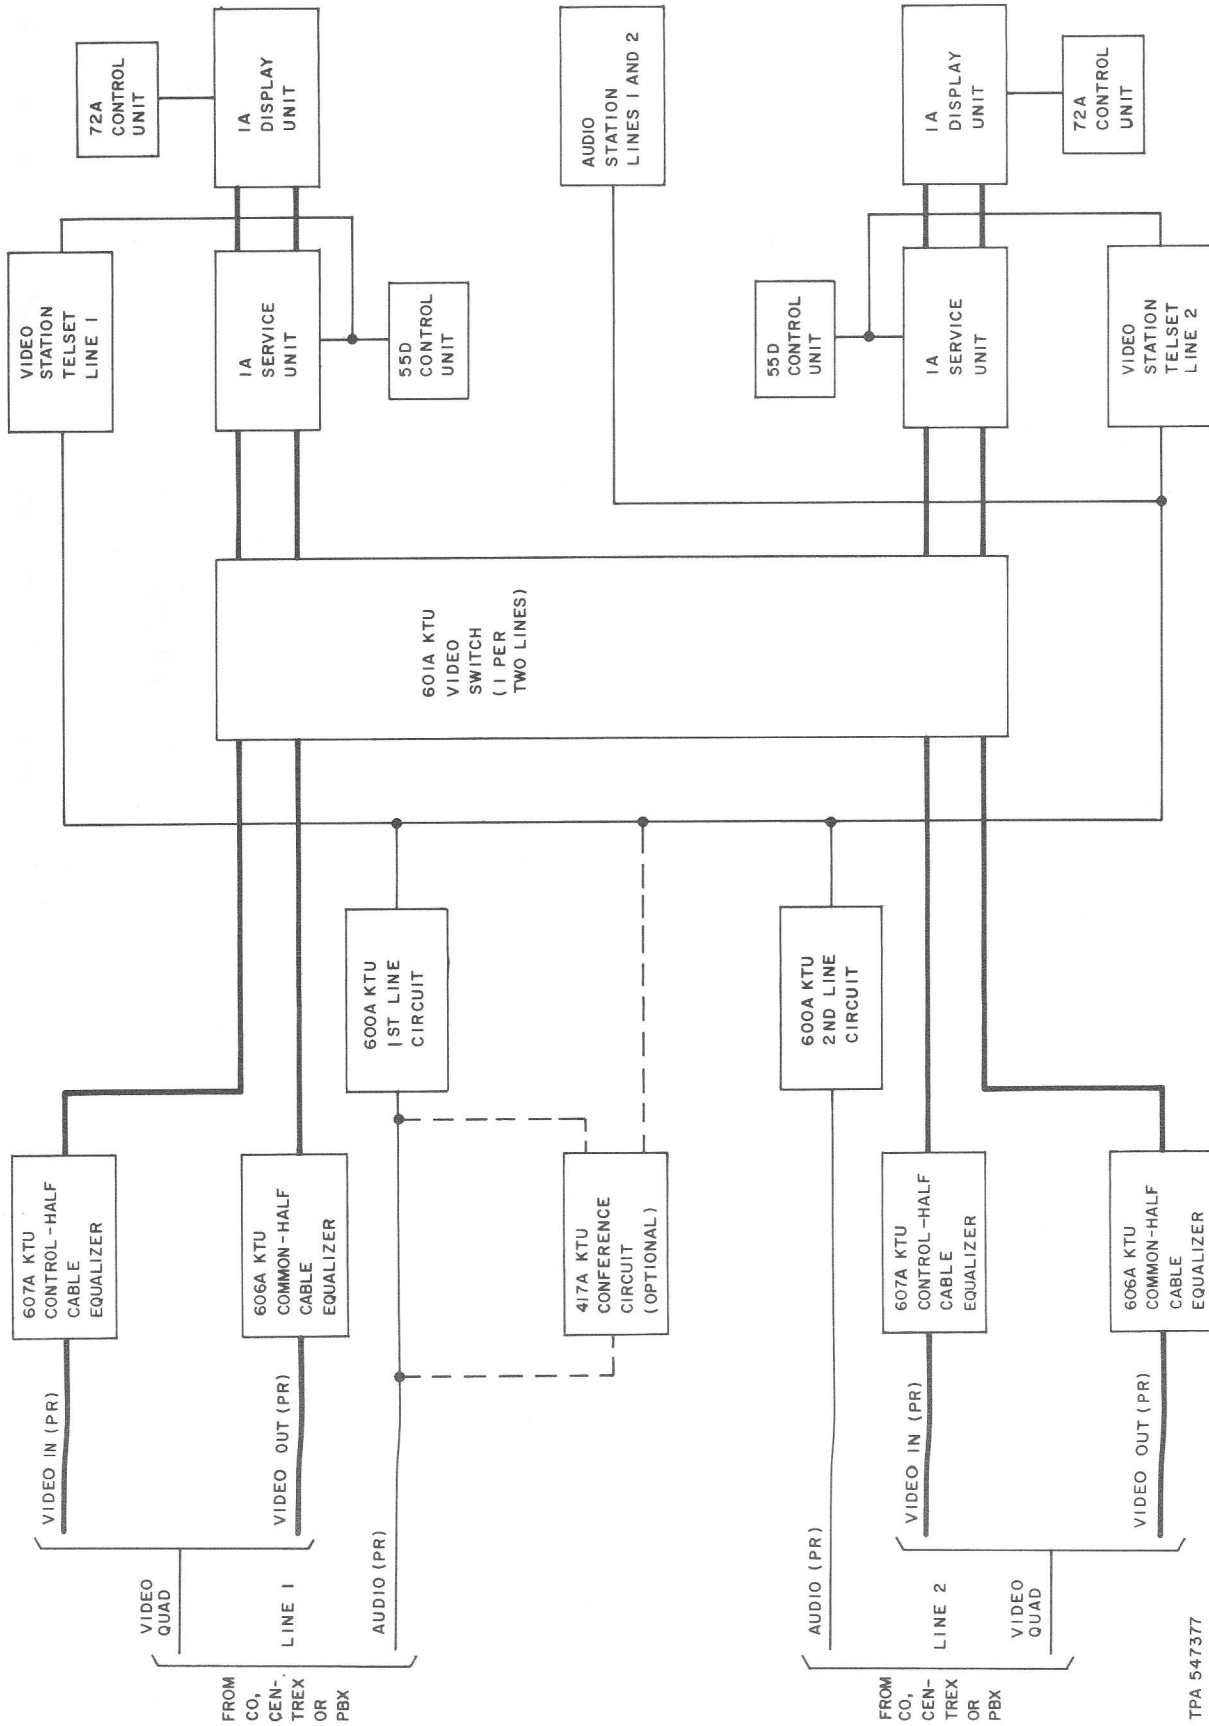 FROM
CO,
CEN-
TREX
OR
PBX
VIDEO
QUAD
LINE 1
AUDIO (PR)
VIDEO IN (PR)
VIDEO OUT (PR)
607A KTU
CONTROL-HALF
CABLE
EQUALIZER
606A KTU
COMMON-HALF
CABLE
EQUALIZER
600A KTU
1ST LINE
CIRCUIT
417A KTU
CONFERENCE
CIRCUIT
(OPTIONAL)
601A KTU
VIDEO
SWITCH
(1 PER
TWO LINES)
VIDEO
STATION
TELSET
LINE 1
1A
SERVICE
UNIT
55D
CONTROL
UNIT
72A
CONTROL
UNIT
1A
DISPLAY
UNIT
AUDIO
STATION
LINES 1 AND 2
FROM
CO,
CEN-
TREX
OR
PBX
AUDIO (PR)
LINE 2
VIDEO
QUAD
VIDEO IN (PR)
VIDEO OUT (PR)
600A KTU
2ND LINE
CIRCUIT
607A KTU
CONTROL-HALF
CABLE
EQUALIZER
606A KTU
COMMON-HALF
CABLE
EQUALIZER
55D
CONTROL
UNIT
1A
SERVICE
UNIT
VIDEO
STATION
TELSET
LINE 2
1A
DISPLAY
UNIT
72A
CONTROL
UNIT
TPA 547377